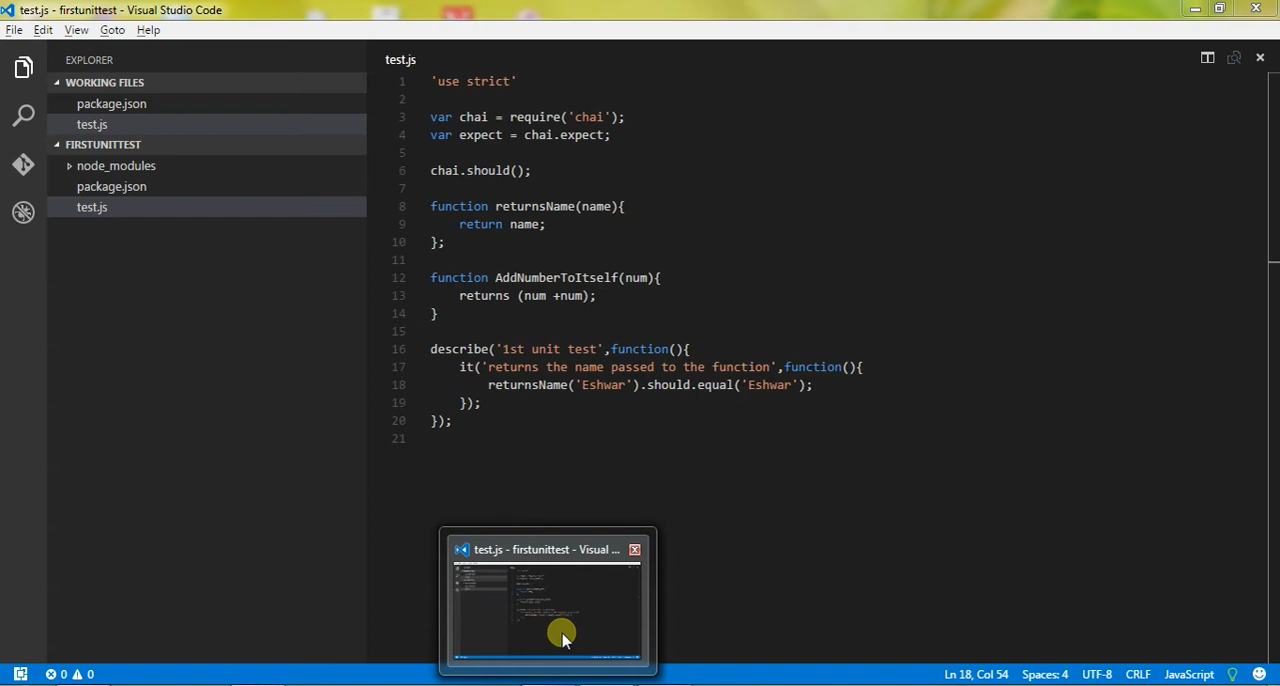 test.js - firstunittest - Visual Studio Code
File Edit View Goto Help
EXPLORER
WORKING FILES
package.json
test.js
FIRSTUNITTEST
node_modules
package.json
test.js
test.js
1 'use strict'
2
3 var chai = require('chai');
4 var expect = chai.expect;
5
6 chai.should();
7
8 function returnsName(name){
9 return name;
10 };
11
12 function AddNumberToItself(num){
13 returns (num +num);
14 }
15
16 describe('1st unit test',function(){
17 it('returns the name passed to the function',function(){
18 returnsName('Eshwar').should.equal('Eshwar');
19 });
20 });
21
test.js - firstunittest - Visual ...
0 0
Ln 18, Col 54 Spaces: 4 UTF-8 CRLF JavaScript